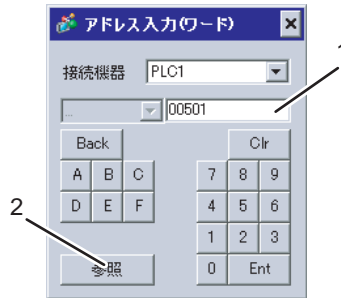 アドレス入力(ワード)
1
接続機器 PLC1
... 00501
Back Clr
A B C 7 8 9
D E F 4 5 6
2
1 2 3
参照 0 Ent